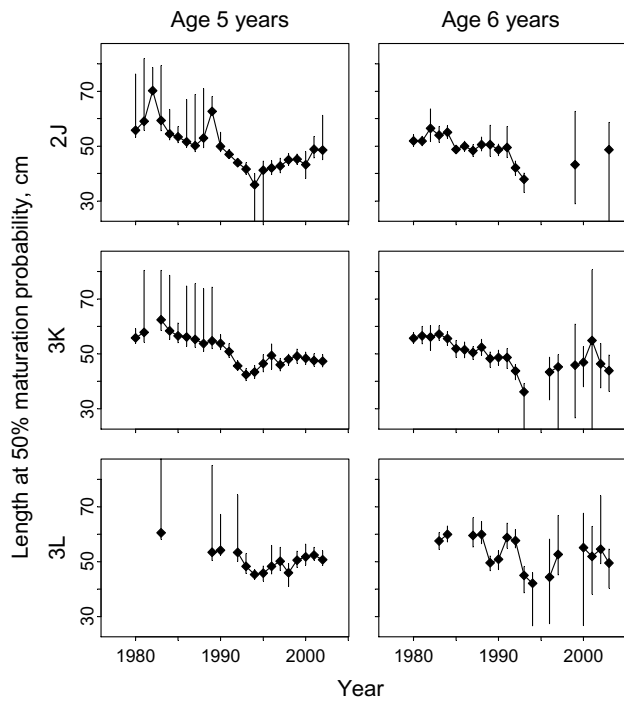 Age 5 years
Age 6 years
Length at 50% maturation probability, cm
2J
70
50
30
3K
70
50
30
3L
70
50
30
1980
1990
2000
1980
1990
2000
Year